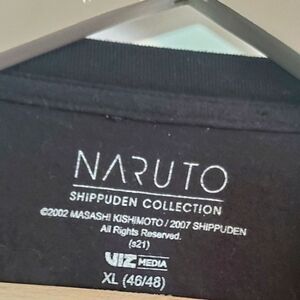 NARUTO
SHIPPUDEN COLLECTION
©2002 MASASHI KISHIMOTO / 2007 SHIPPUDEN
All Rights Reserved.
(s21)
VIZ MEDIA
XL (46/48)